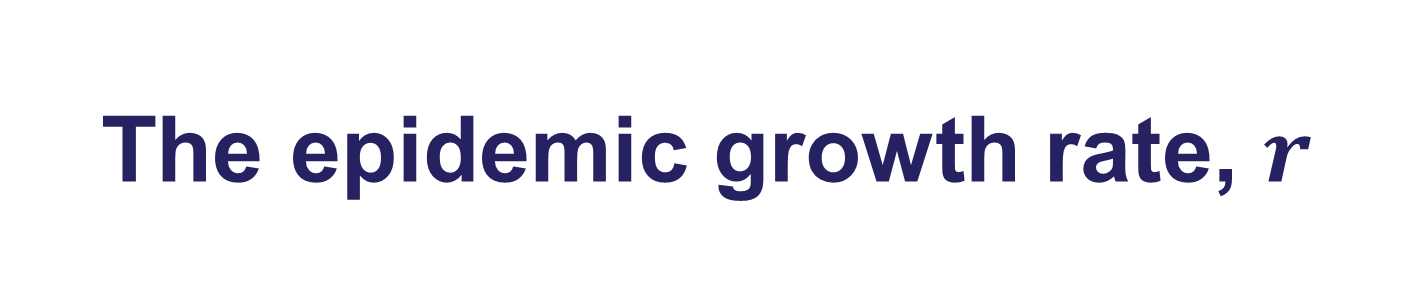 The epidemic growth rate, r